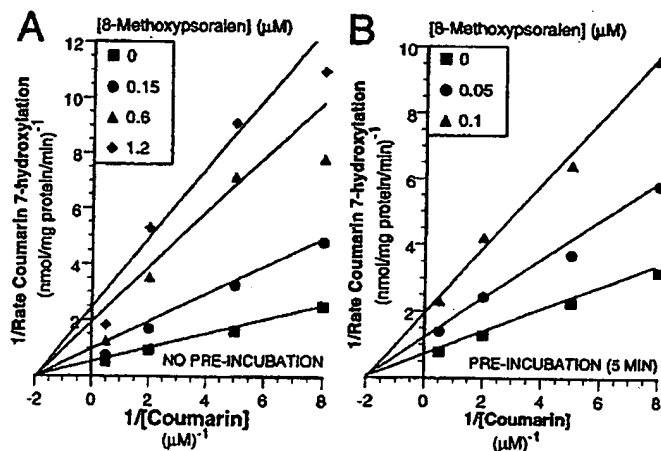 A
[8-Methoxypsoralen] (μM)
0
0.15
0.6
1.2
1/Rate Coumarin 7-hydroxylation
(nmol/mg protein/min)⁻¹
12
10
8
6
4
2
-2
0
2
4
6
8
NO PRE-INCUBATION
1/[Coumarin]
(μM)⁻¹
B
[8-Methoxypsoralen] (μM)
0
0.05
0.1
1/Rate Coumarin 7-hydroxylation
(nmol/mg protein/min)⁻¹
10
8
6
4
2
-2
0
2
4
6
8
PRE-INCUBATION (5 MIN)
1/[Coumarin]
(μM)⁻¹